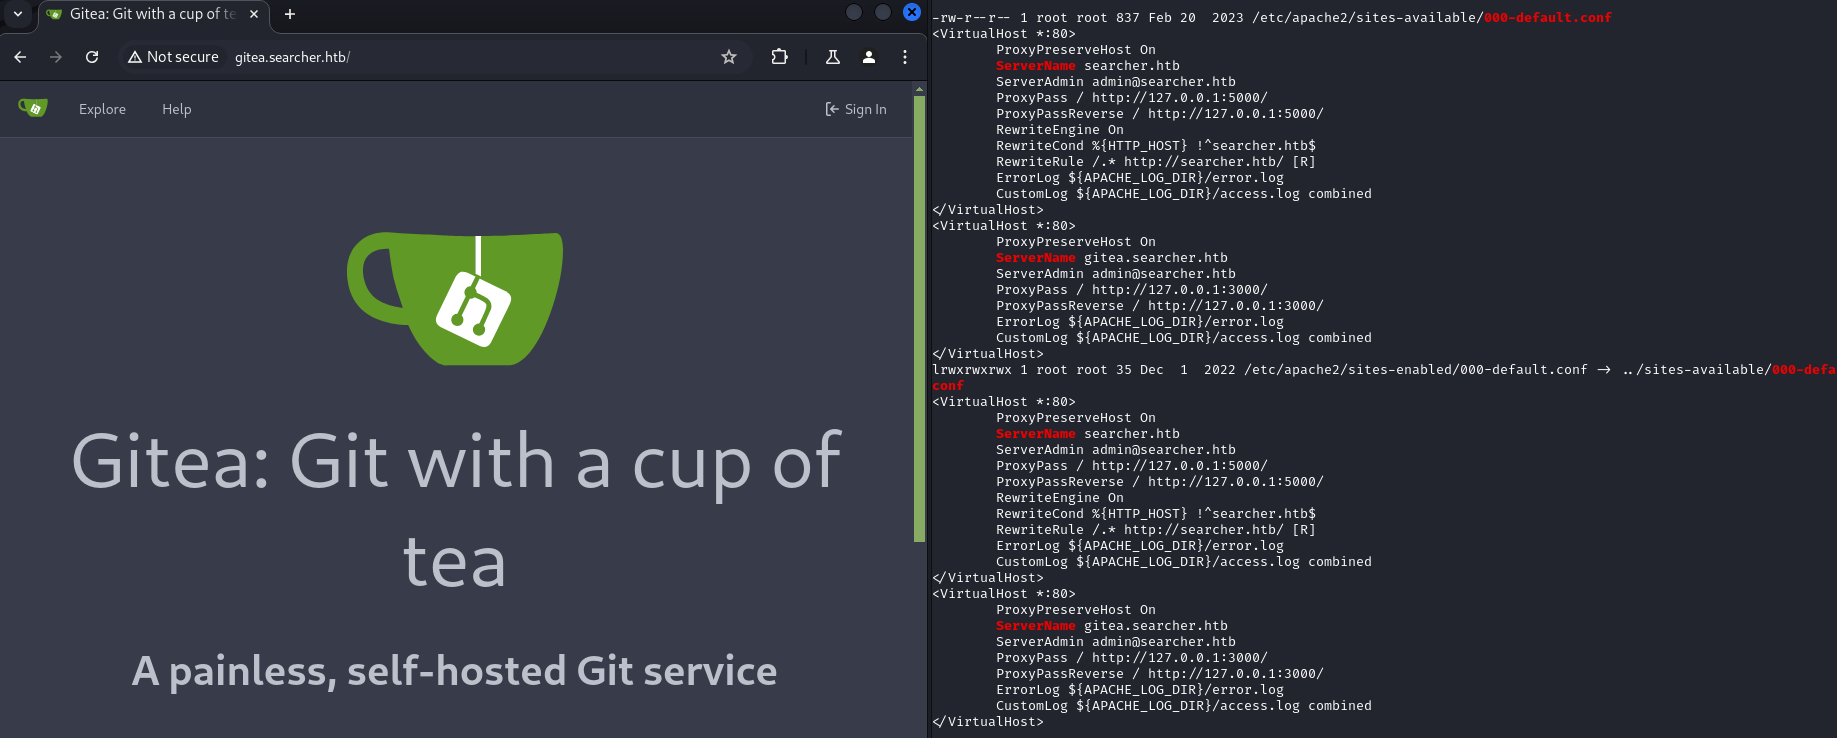 Gitea: Git with a cup of te
Not secure gitea.searcher.htb/
Explore Help Sign In
Gitea: Git with a cup of
tea
A painless, self-hosted Git service
-rw-r--r-- 1 root root 837 Feb 20  2023 /etc/apache2/sites-available/000-default.conf
<VirtualHost *:80>
        ProxyPreserveHost On
        ServerName searcher.htb
        ServerAdmin admin@searcher.htb
        ProxyPass / http://127.0.0.1:5000/
        ProxyPassReverse / http://127.0.0.1:5000/
        RewriteEngine On
        RewriteCond %{HTTP_HOST} !^searcher.htb$
        RewriteRule /.* http://searcher.htb/ [R]
        ErrorLog ${APACHE_LOG_DIR}/error.log
        CustomLog ${APACHE_LOG_DIR}/access.log combined
</VirtualHost>
<VirtualHost *:80>
        ProxyPreserveHost On
        ServerName gitea.searcher.htb
        ServerAdmin admin@searcher.htb
        ProxyPass / http://127.0.0.1:3000/
        ProxyPassReverse / http://127.0.0.1:3000/
        ErrorLog ${APACHE_LOG_DIR}/error.log
        CustomLog ${APACHE_LOG_DIR}/access.log combined
</VirtualHost>
lrwxrwxrwx 1 root root 35 Dec  1  2022 /etc/apache2/sites-enabled/000-default.conf -> ../sites-available/000-defa
conf
<VirtualHost *:80>
        ProxyPreserveHost On
        ServerName searcher.htb
        ServerAdmin admin@searcher.htb
        ProxyPass / http://127.0.0.1:5000/
        ProxyPassReverse / http://127.0.0.1:5000/
        RewriteEngine On
        RewriteCond %{HTTP_HOST} !^searcher.htb$
        RewriteRule /.* http://searcher.htb/ [R]
        ErrorLog ${APACHE_LOG_DIR}/error.log
        CustomLog ${APACHE_LOG_DIR}/access.log combined
</VirtualHost>
<VirtualHost *:80>
        ProxyPreserveHost On
        ServerName gitea.searcher.htb
        ServerAdmin admin@searcher.htb
        ProxyPass / http://127.0.0.1:3000/
        ProxyPassReverse / http://127.0.0.1:3000/
        ErrorLog ${APACHE_LOG_DIR}/error.log
        CustomLog ${APACHE_LOG_DIR}/access.log combined
</VirtualHost>